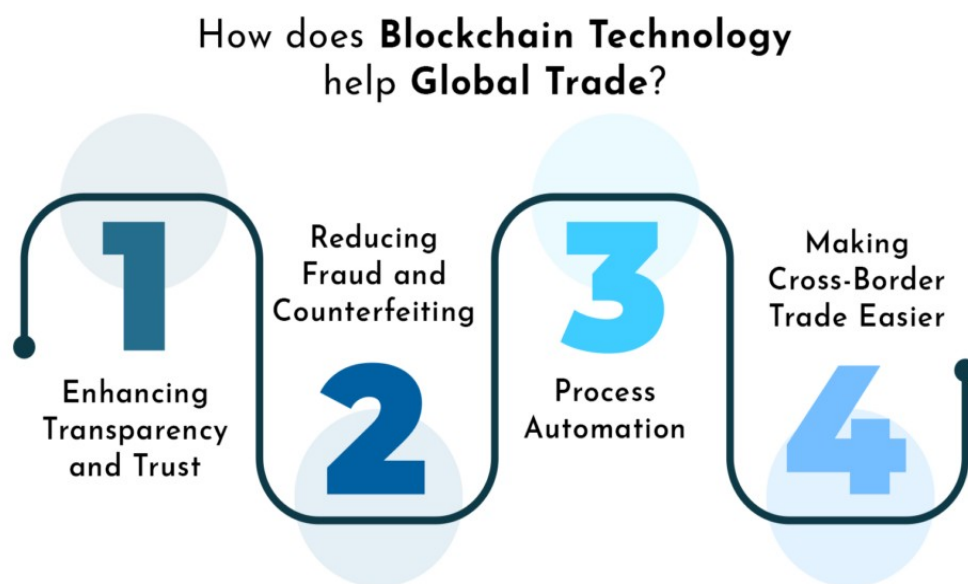 How does Blockchain Technology
help Global Trade?
1
Enhancing
Transparency
and Trust
Reducing
Fraud and
Counterfeiting
2
3
Process
Automation
Making
Cross-Border
Trade Easier
4